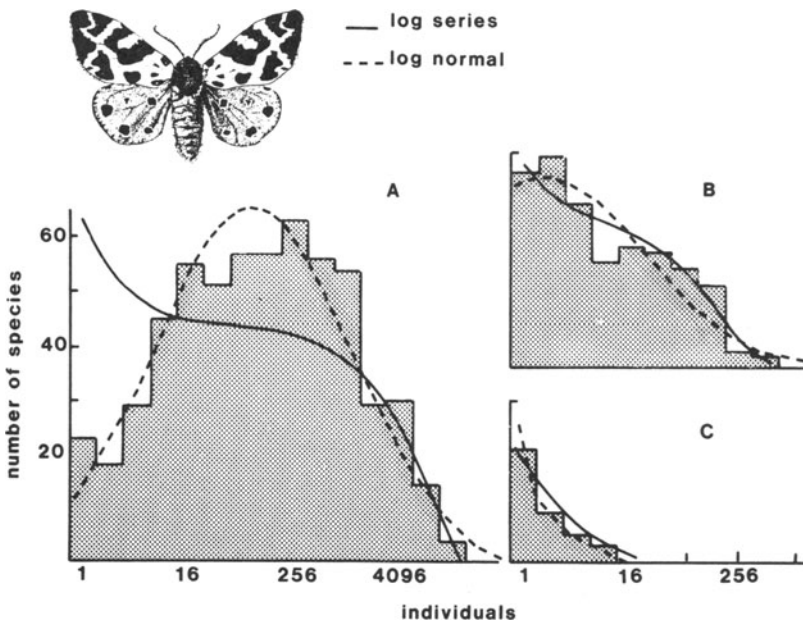 log series
log normal
A
B
C
number of species
60
40
20
1 16 256 4096
1 16 256
individuals